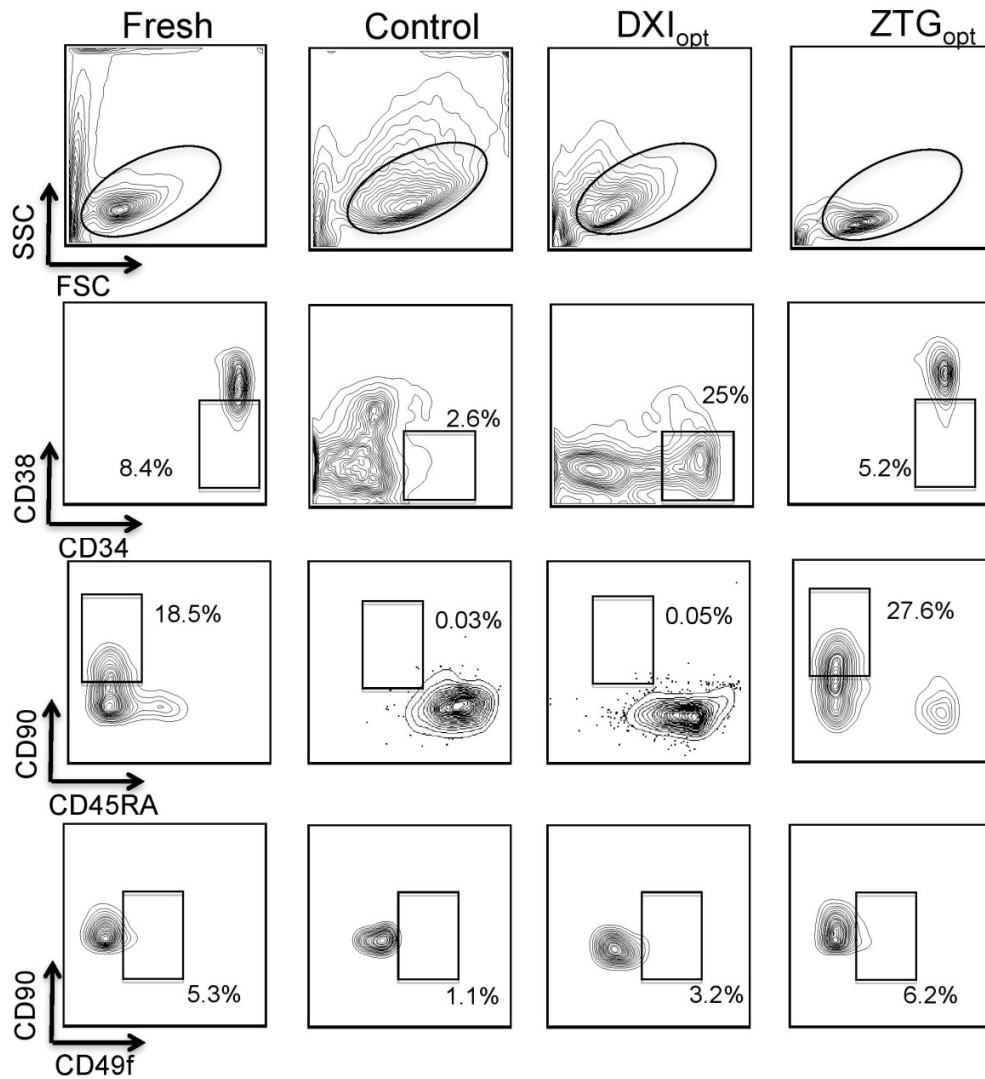 Fresh Control DXIopt ZTGopt
SSC
FSC
2.6% 25%
8.4% 5.2%
CD38
CD34
18.5% 0.03% 0.05% 27.6%
CD90
CD45RA
5.3% 1.1% 3.2% 6.2%
CD90
CD49f